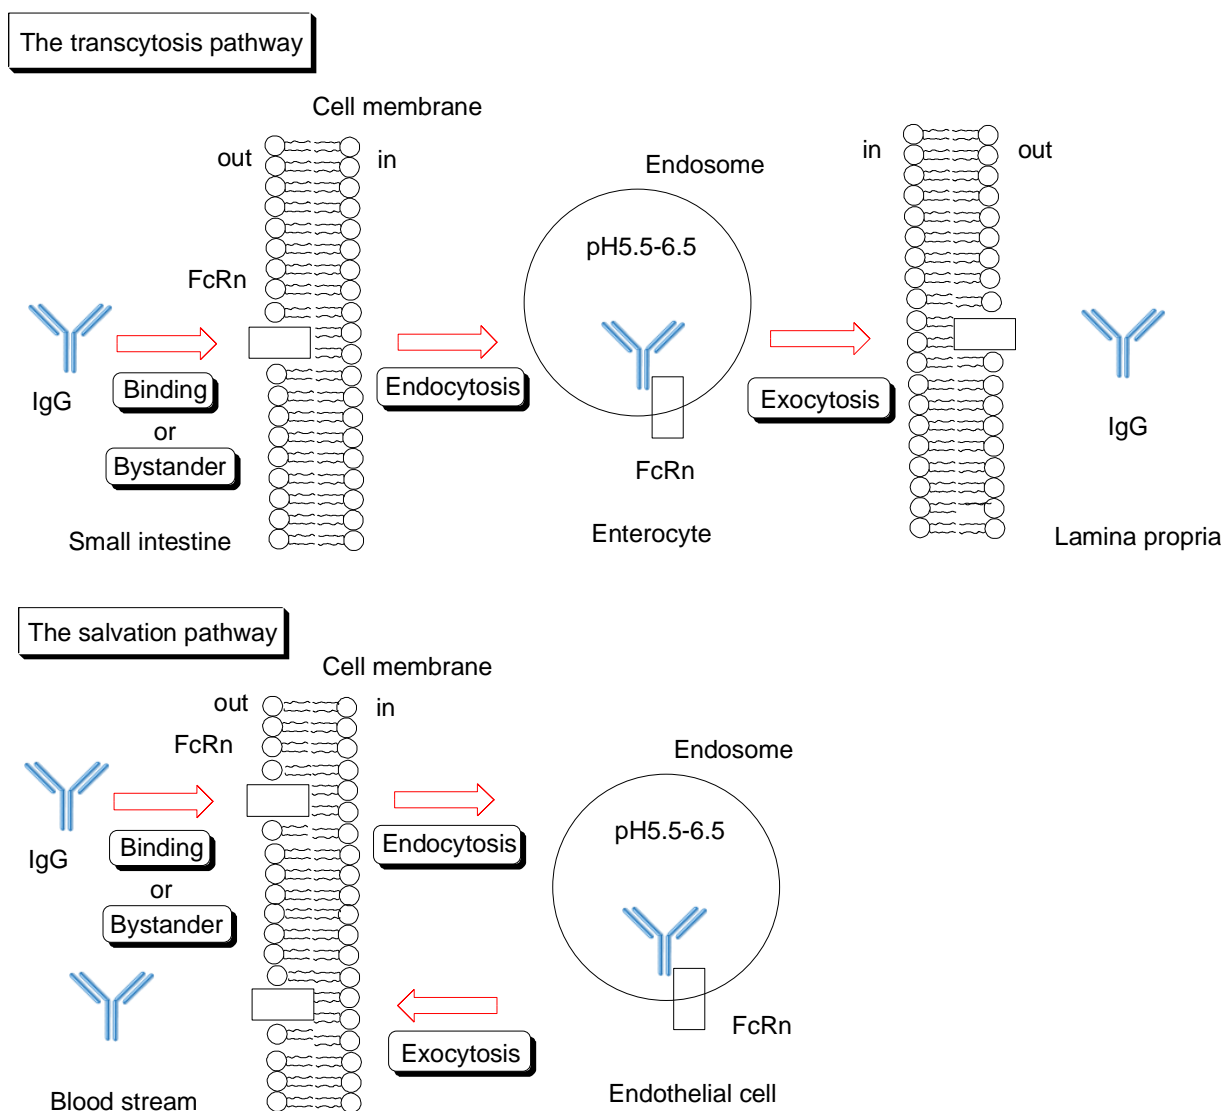 The transcytosis pathway
Cell membrane
out
in
in
out
Endosome
pH5.5-6.5
FcRn
IgG
Binding
or
Bystander
Endocytosis
Exocytosis
FcRn
IgG
Small intestine
Enterocyte
Lamina propria
The salvation pathway
Cell membrane
out
in
FcRn
Endosome
pH5.5-6.5
IgG
Binding
or
Bystander
Endocytosis
FcRn
Exocytosis
Blood stream
Endothelial cell